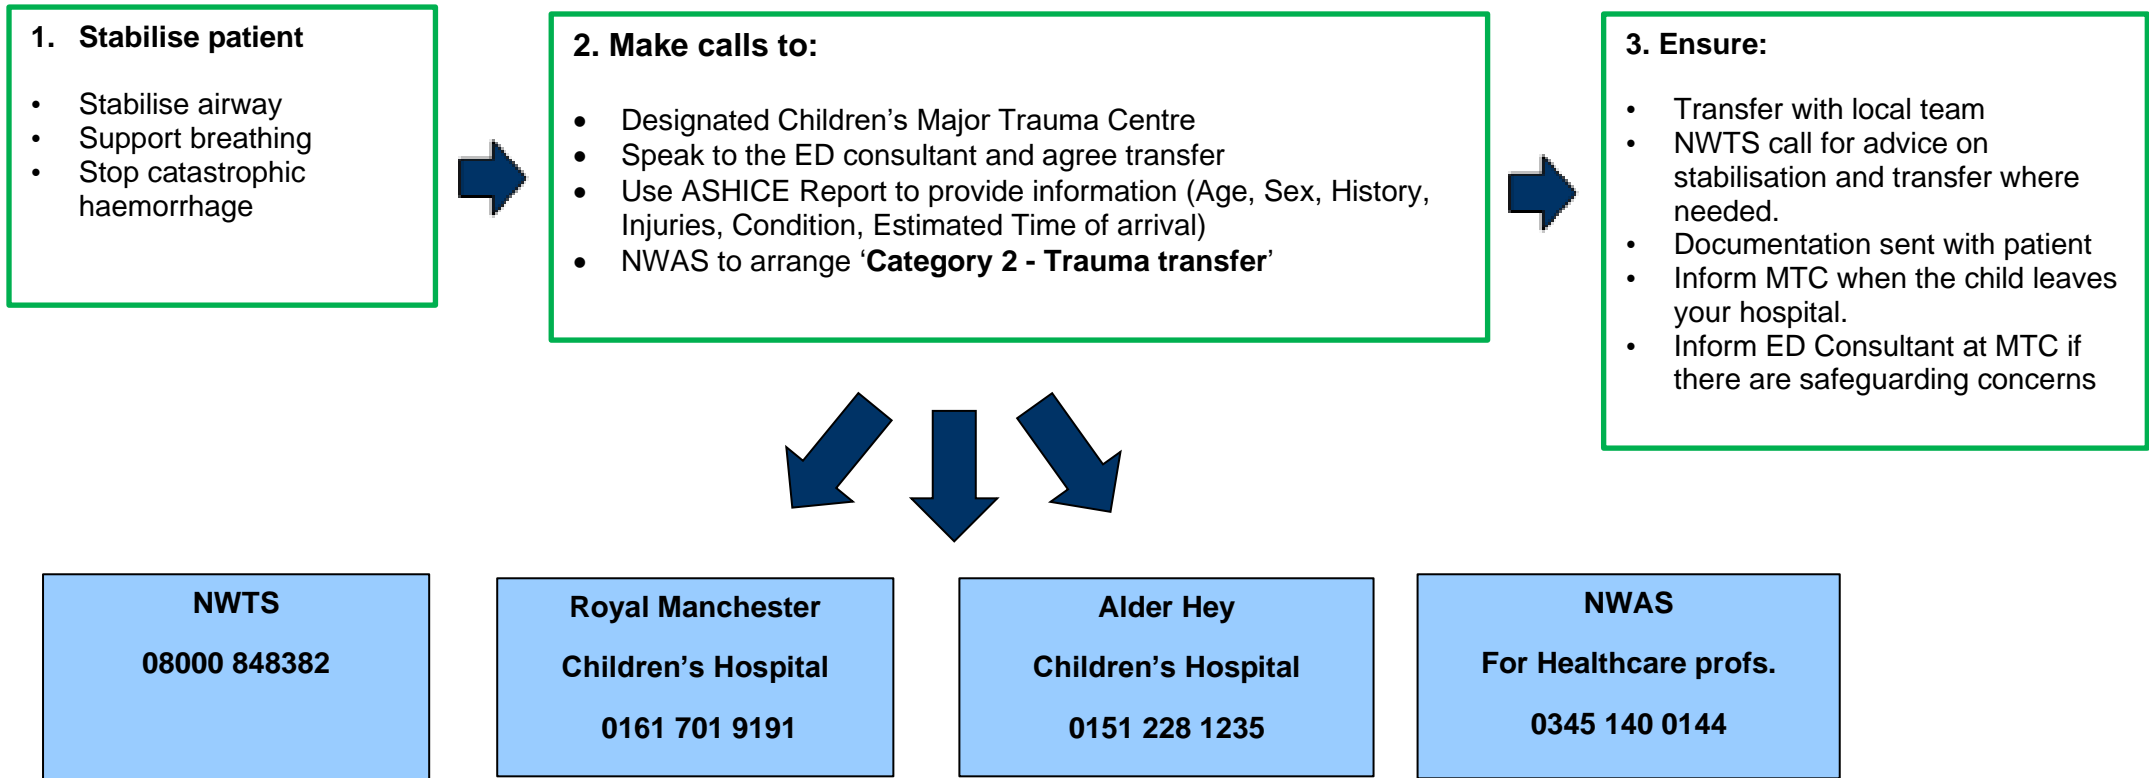 1. Stabilise patient
• Stabilise airway
• Support breathing
• Stop catastrophic
haemorrhage
2. Make calls to:
• Designated Children’s Major Trauma Centre
• Speak to the ED consultant and agree transfer
• Use ASHICE Report to provide information (Age, Sex, History,
Injuries, Condition, Estimated Time of arrival)
• NWAS to arrange ‘Category 2 - Trauma transfer’
3. Ensure:
• Transfer with local team
• NWTS call for advice on
stabilisation and transfer where
needed.
• Documentation sent with patient
• Inform MTC when the child leaves
your hospital.
• Inform ED Consultant at MTC if
there are safeguarding concerns
NWTS
08000 848382
Royal Manchester
Children’s Hospital
0161 701 9191
Alder Hey
Children’s Hospital
0151 228 1235
NWAS
For Healthcare profs.
0345 140 0144